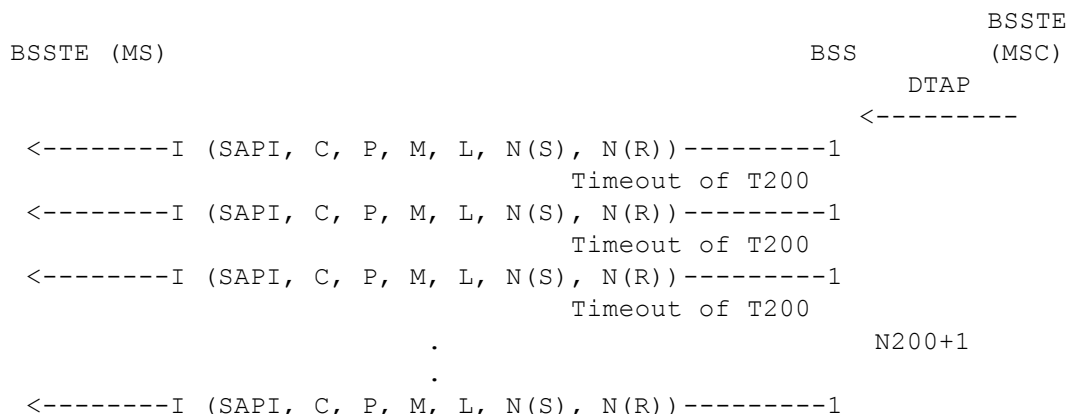 BSSTE
BSSTE (MS) BSS (MSC)
DTAP
<---------
<--------I (SAPI, C, P, M, L, N(S), N(R))---------1
Timeout of T200
<--------I (SAPI, C, P, M, L, N(S), N(R))---------1
Timeout of T200
<--------I (SAPI, C, P, M, L, N(S), N(R))---------1
Timeout of T200
. N200+1
.
<--------I (SAPI, C, P, M, L, N(S), N(R))---------1